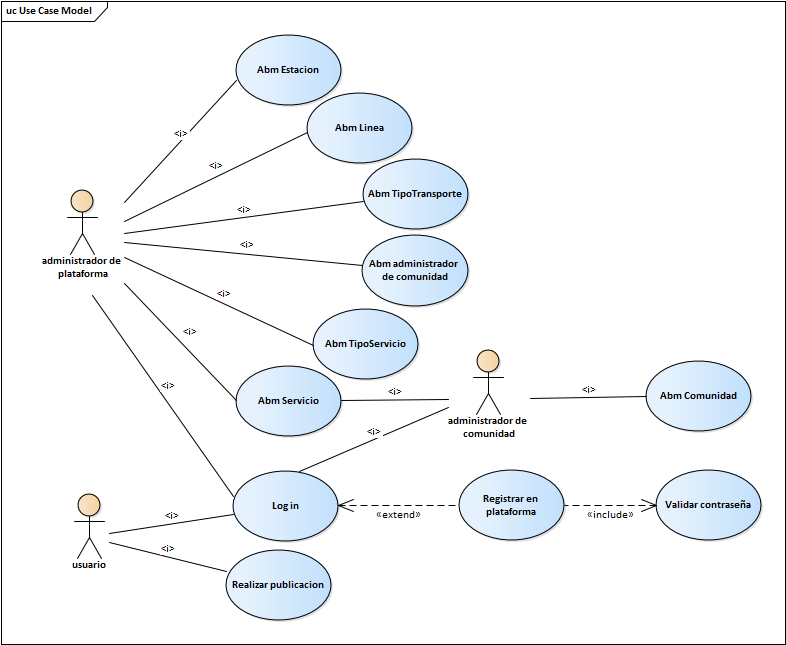 uc Use Case Model
Abm Estacion
<i>
Abm Linea
<i>
Abm TipoTransporte
<i>
administrador de
plataforma
<i>
Abm administrador
de comunidad
<i>
Abm TipoServicio
<i>
<i>
Abm Servicio
<i>
administrador de
comunidad
<i>
Abm Comunidad
<i>
Log in
«extend»
Registrar en
plataforma
«include»
Validar contraseña
<i>
<i>
usuario
Realizar publicacion